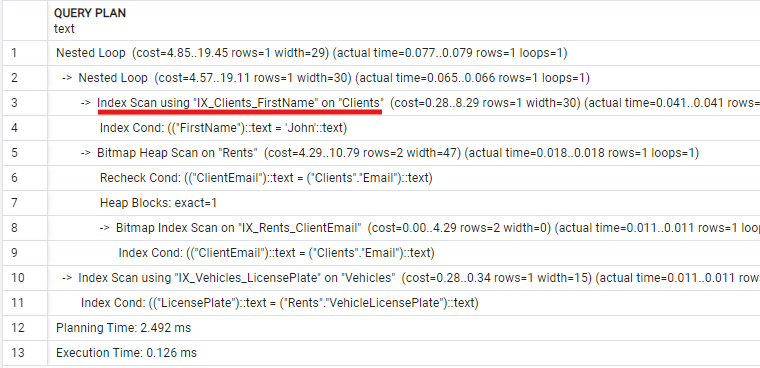 QUERY PLAN
text
1 Nested Loop (cost=4.85..19.45 rows=1 width=29) (actual time=0.077..0.079 rows=1 loops=1)
2 -> Nested Loop (cost=4.57..19.11 rows=1 width=30) (actual time=0.065..0.066 rows=1 loops=1)
3 -> Index Scan using "IX_Clients_FirstName" on "Clients" (cost=0.28..8.29 rows=1 width=30) (actual time=0.041..0.041 rows=
4 Index Cond: (("FirstName")::text = 'John'::text)
5 -> Bitmap Heap Scan on "Rents" (cost=4.29..10.79 rows=2 width=47) (actual time=0.018..0.018 rows=1 loops=1)
6 Recheck Cond: (("ClientEmail")::text = ("Clients"."Email")::text)
7 Heap Blocks: exact=1
8 -> Bitmap Index Scan on "IX_Rents_ClientEmail" (cost=0.00..4.29 rows=2 width=0) (actual time=0.011..0.011 rows=1 loo
9 Index Cond: (("ClientEmail")::text = ("Clients"."Email")::text)
10 -> Index Scan using "IX_Vehicles_LicensePlate" on "Vehicles" (cost=0.28..0.34 rows=1 width=15) (actual time=0.011..0.011 rows
11 Index Cond: (("LicensePlate")::text = ("Rents"."VehicleLicensePlate")::text)
12 Planning Time: 2.492 ms
13 Execution Time: 0.126 ms